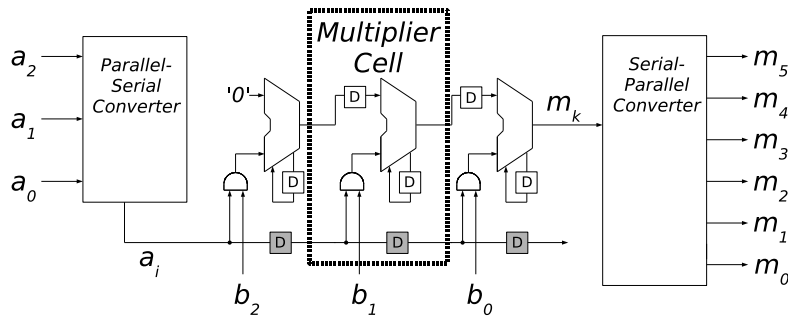 Multiplier
Cell
a2
a1
a0
Parallel-
Serial
Converter
'0'
D
D
D
D
D
mk
Serial-
Parallel
Converter
m5
m4
m3
m2
m1
m0
D
D
D
ai
b2
b1
b0